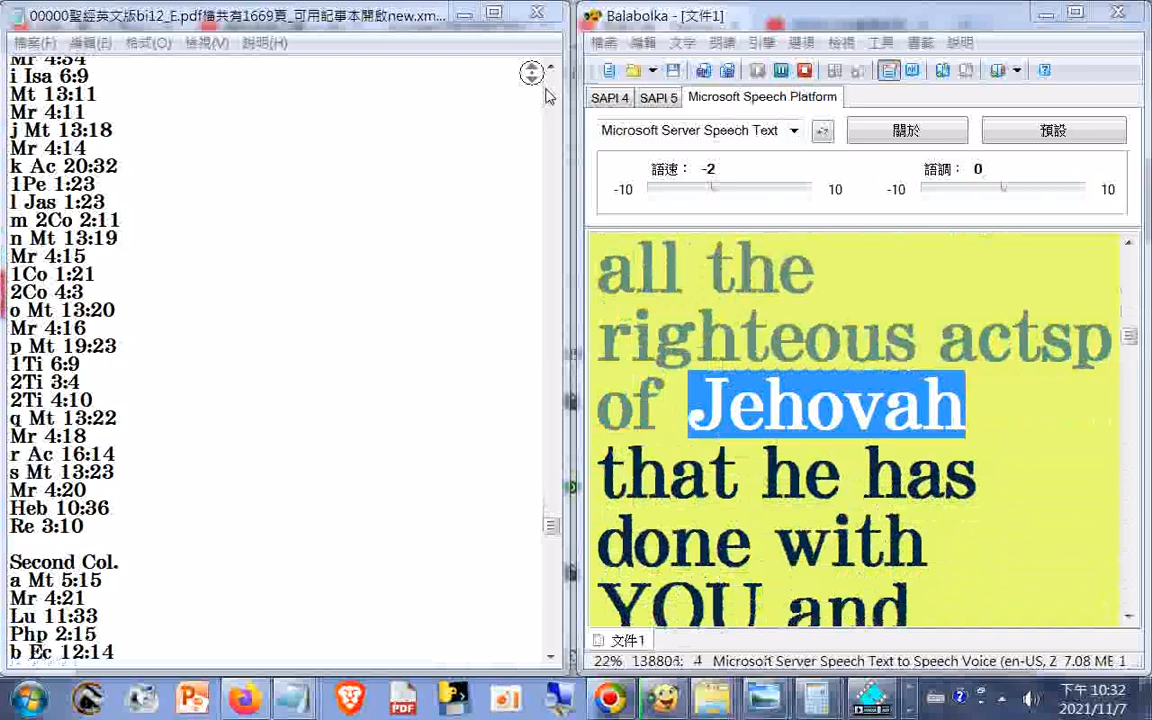 00000聖經英文版bi12_E.pdf檔共有1669頁_可用記事本開啟new.xm...
檔案(F) 編輯(E) 格式(O) 檢視(V) 說明(H)
Mr 4:34
i Isa 6:9
Mt 13:11
Mr 4:11
j Mt 13:18
Mr 4:14
k Ac 20:32
1Pe 1:23
l Jas 1:23
m 2Co 2:11
n Mt 13:19
Mr 4:15
1Co 1:21
2Co 4:3
o Mt 13:20
Mr 4:16
p Mt 19:23
1Ti 6:9
2Ti 3:4
2Ti 4:10
q Mt 13:22
Mr 4:18
r Ac 16:14
s Mt 13:23
Mr 4:20
Heb 10:36
Re 3:10
Second Col.
a Mt 5:15
Mr 4:21
Lu 11:33
Php 2:15
b Ec 12:14
Balabolka - [文件1]
檔案 編輯 文字 朗讀 引擎 選項 檢視 工具 書籤 說明
SAPI 4 SAPI 5 Microsoft Speech Platform
Microsoft Server Speech Text
關於 預設
語速： -2 語調： 0
-10 10 -10 10
all the
righteous actsp
of Jehovah
that he has
done with
YOU and
文件1
22% 4 Microsoft Server Speech Text to Speech Voice (en-US, Z 7.08 ME 1
PDF
下午 10:32
2021/11/7